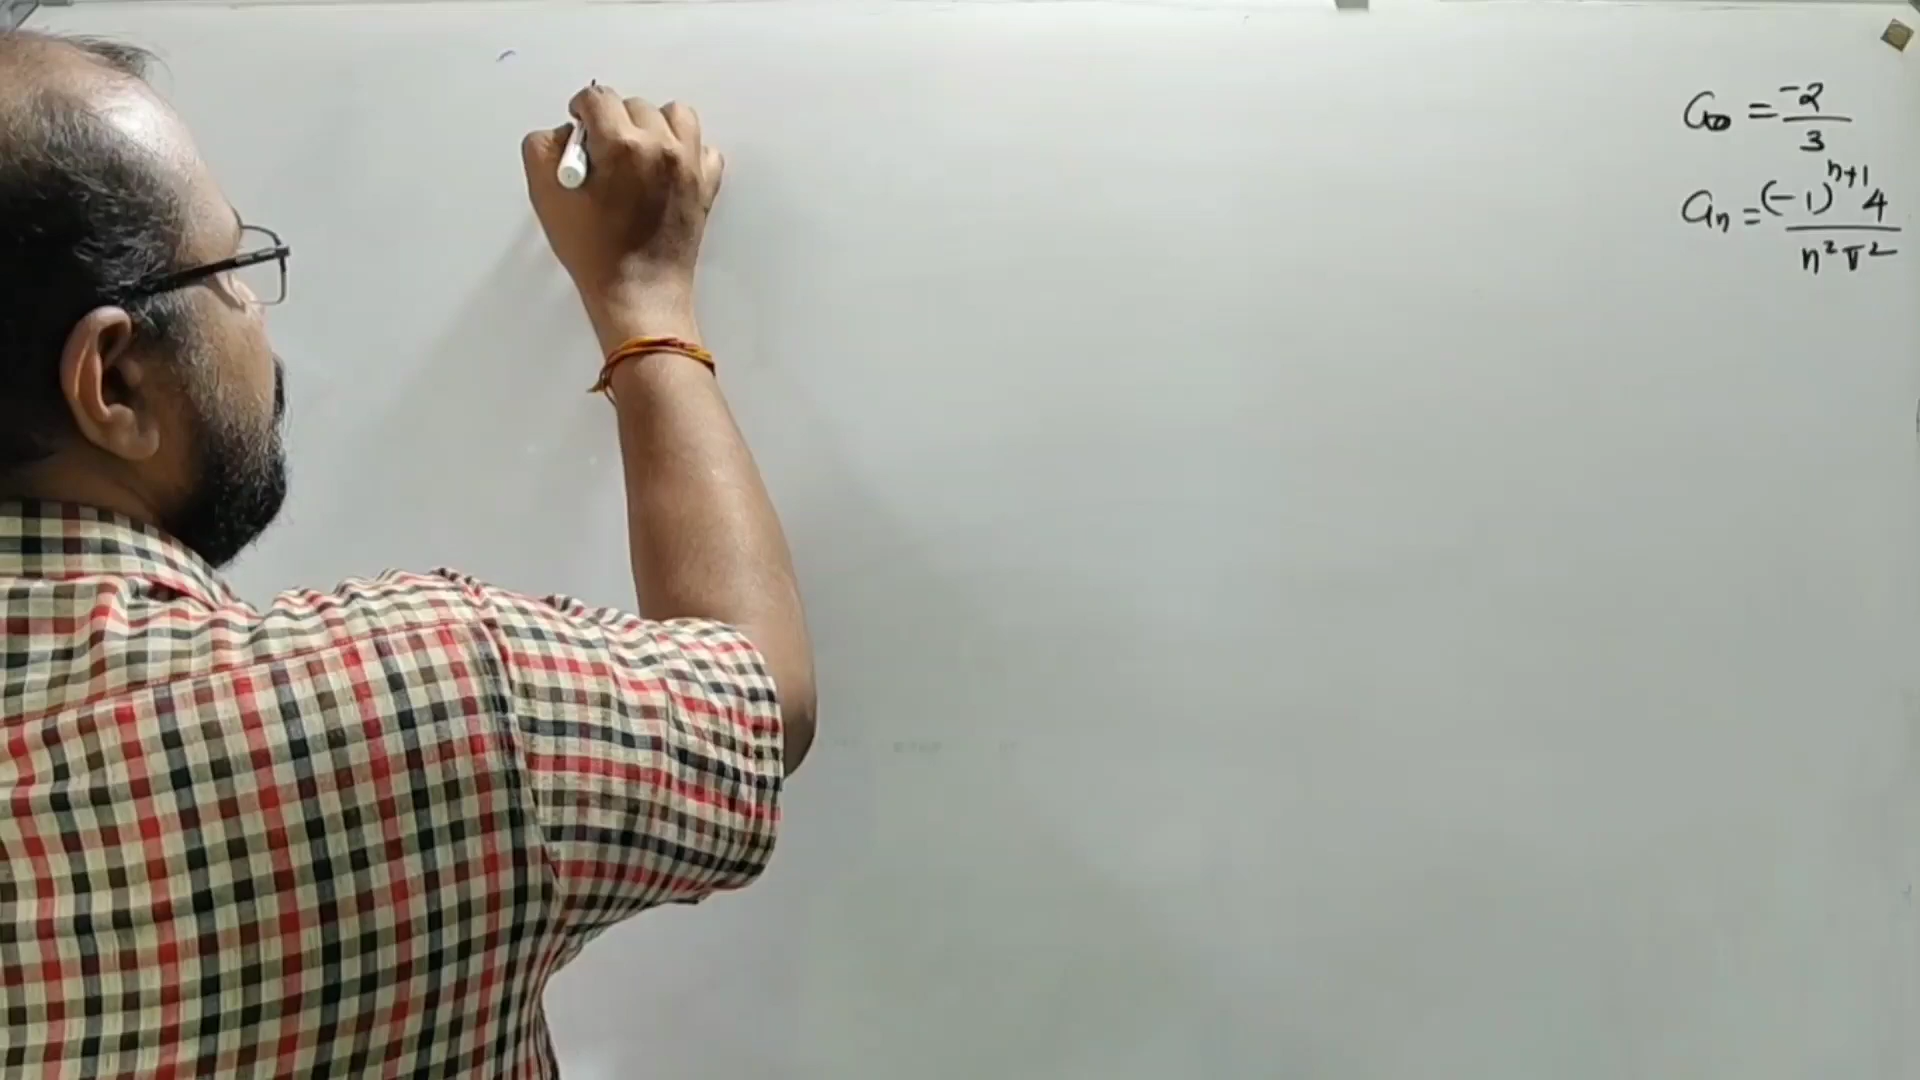 a₀ = -2/3
aₙ = (-1)ⁿ⁺¹4/n²π²